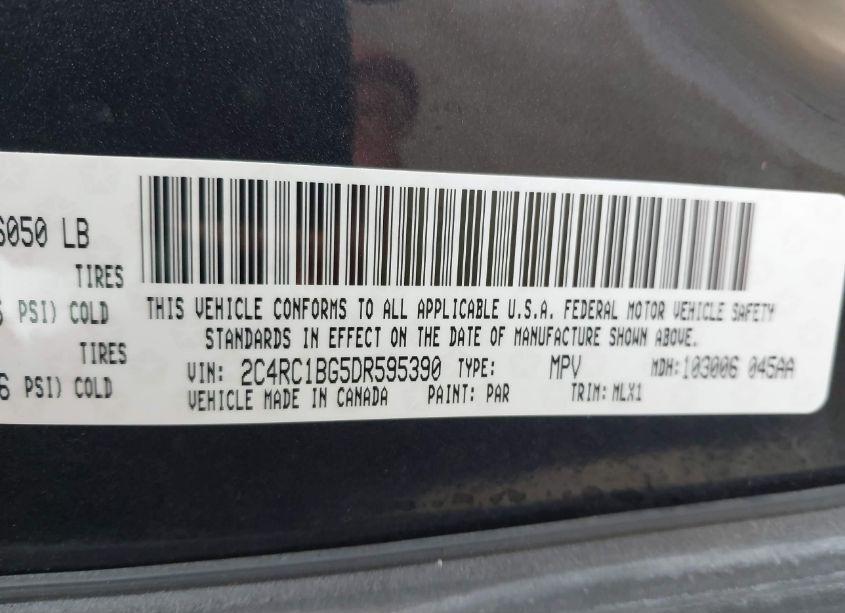 6050 LB
TIRES
PSI) COLD
TIRES
6 PSI) COLD
THIS VEHICLE CONFORMS TO ALL APPLICABLE U.S.A. FEDERAL MOTOR VEHICLE SAFETY
STANDARDS IN EFFECT ON THE DATE OF MANUFACTURE SHOWN ABOVE.
VIN: 2C4RC1BG5DR595390 TYPE: MPV MDH: 103006 045AA
VEHICLE MADE IN CANADA PAINT: PAR TRIM: MLX1